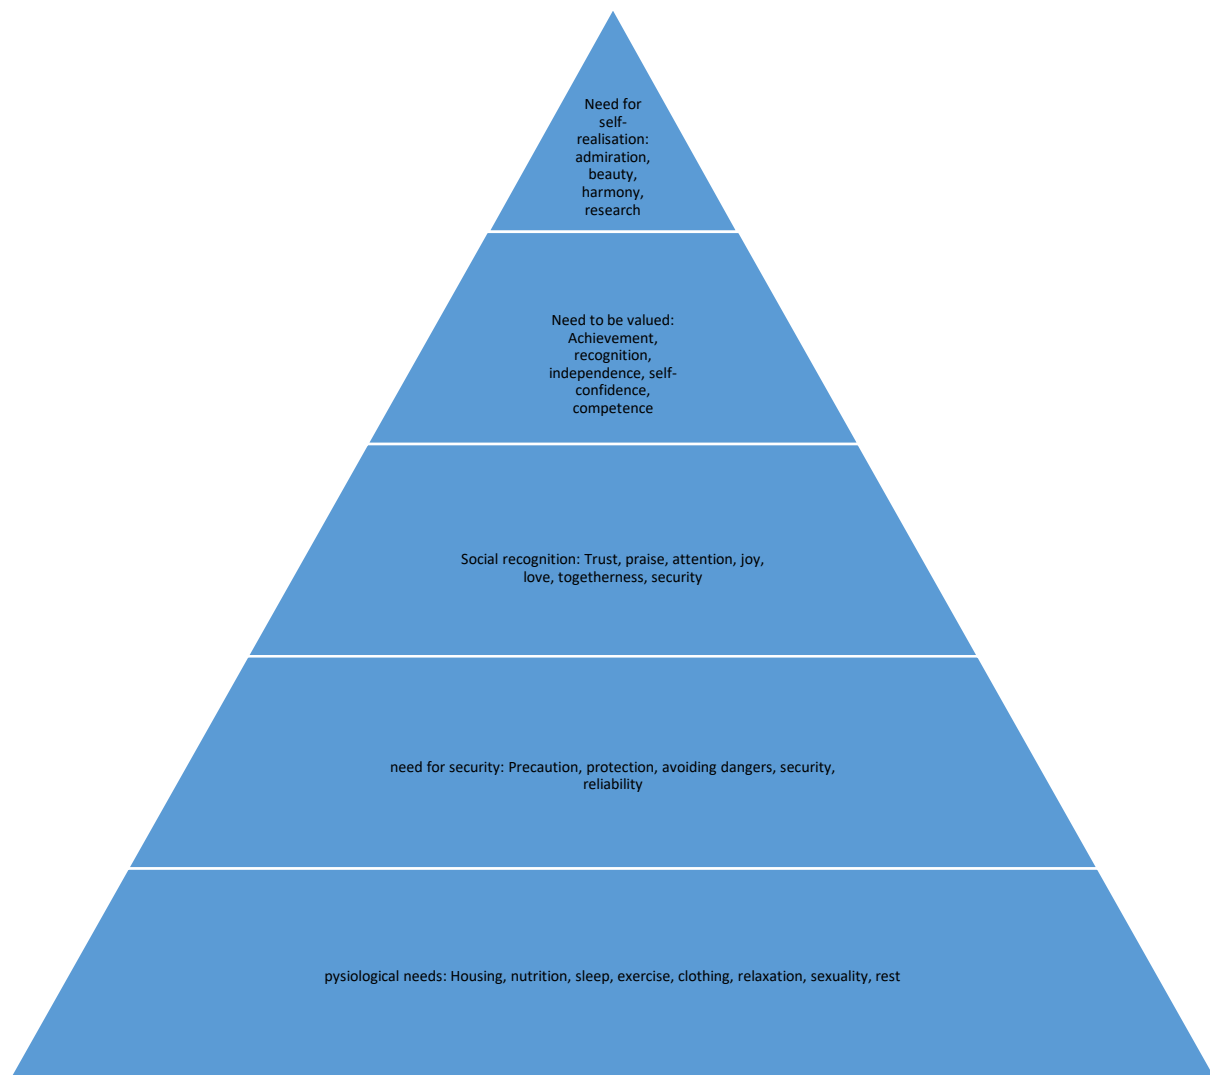 Need for
self-
realisation:
admiration,
beauty,
harmony,
research
Need to be valued:
Achievement,
recognition,
independence, self-
confidence,
competence
Social recognition: Trust, praise, attention, joy,
love, togetherness, security
need for security: Precaution, protection, avoiding dangers, security,
reliability
pysiological needs: Housing, nutrition, sleep, exercise, clothing, relaxation, sexuality, rest